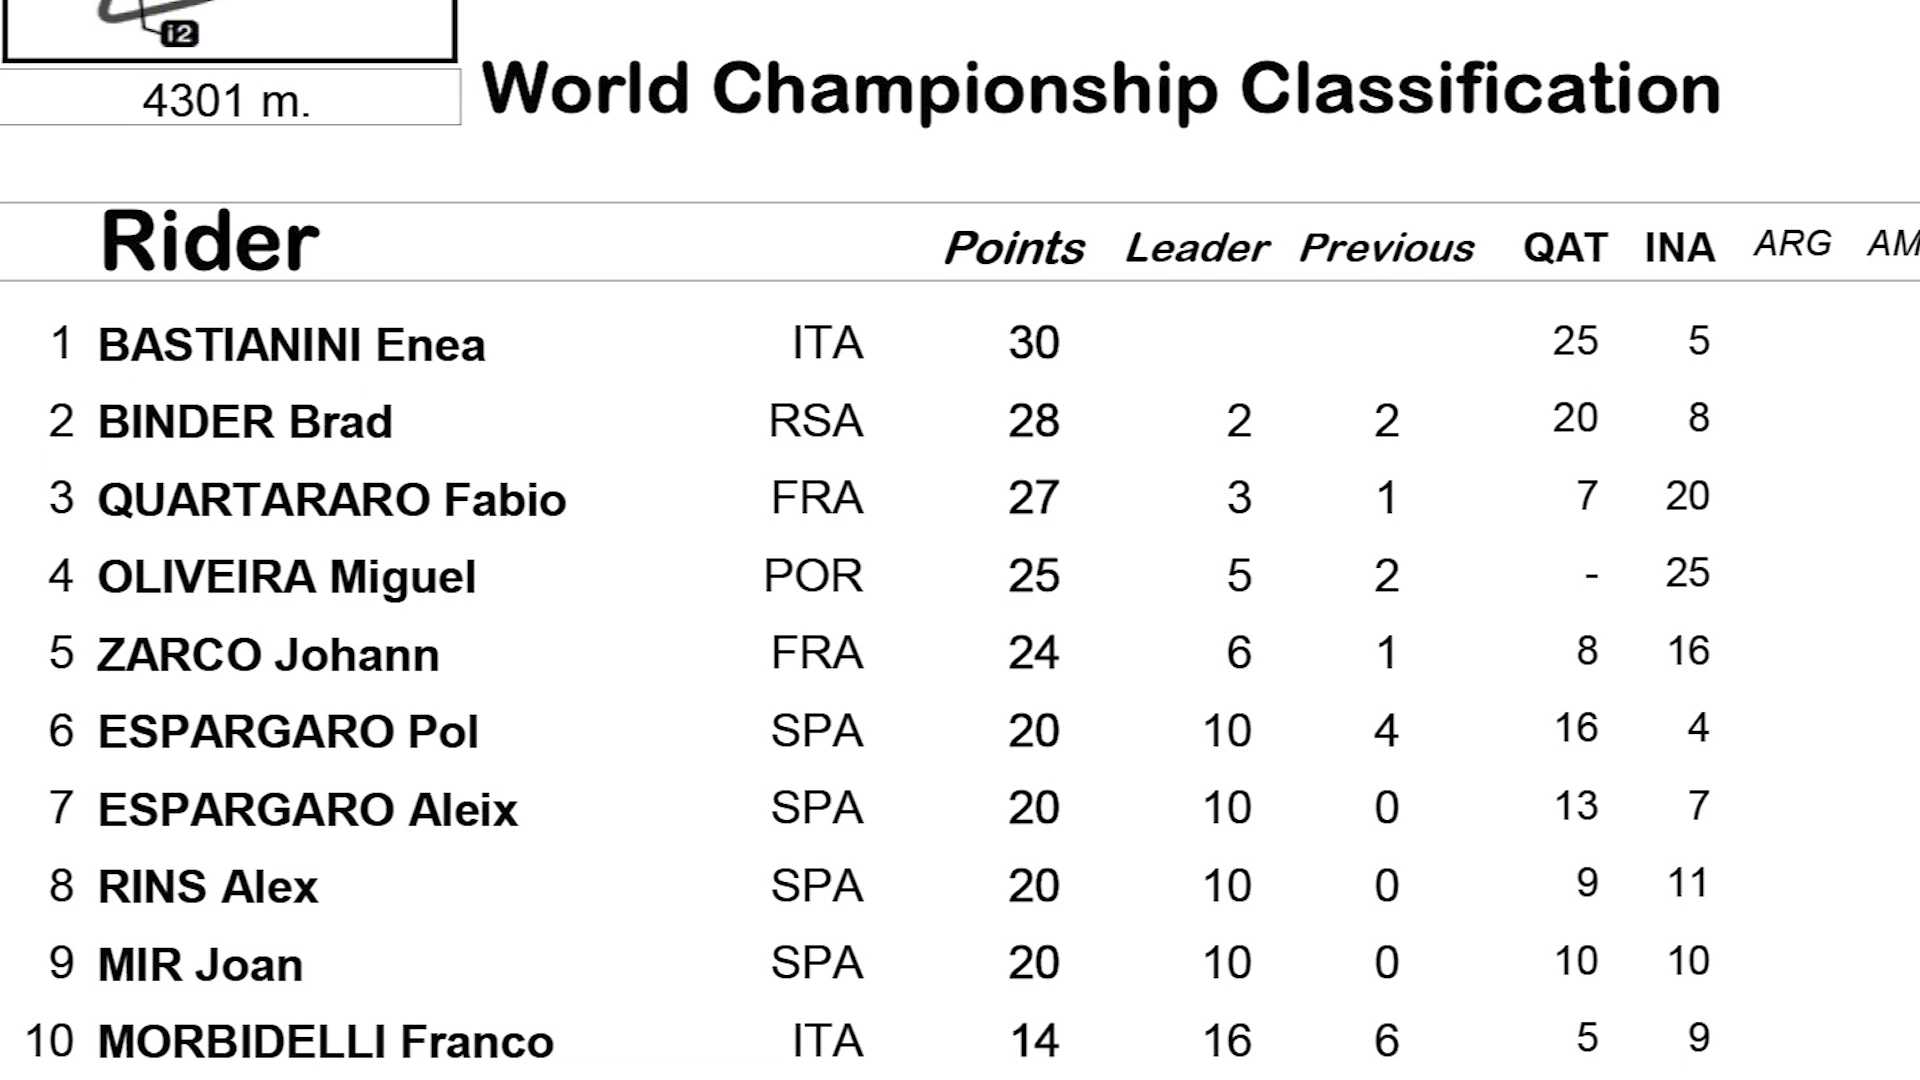 i2
4301 m.
World Championship Classification
Rider Points Leader Previous QAT INA ARG AM
1 BASTIANINI Enea ITA 30 25 5
2 BINDER Brad RSA 28 2 2 20 8
3 QUARTARARO Fabio FRA 27 3 1 7 20
4 OLIVEIRA Miguel POR 25 5 2 - 25
5 ZARCO Johann FRA 24 6 1 8 16
6 ESPARGARO Pol SPA 20 10 4 16 4
7 ESPARGARO Aleix SPA 20 10 0 13 7
8 RINS Alex SPA 20 10 0 9 11
9 MIR Joan SPA 20 10 0 10 10
10 MORBIDELLI Franco ITA 14 16 6 5 9